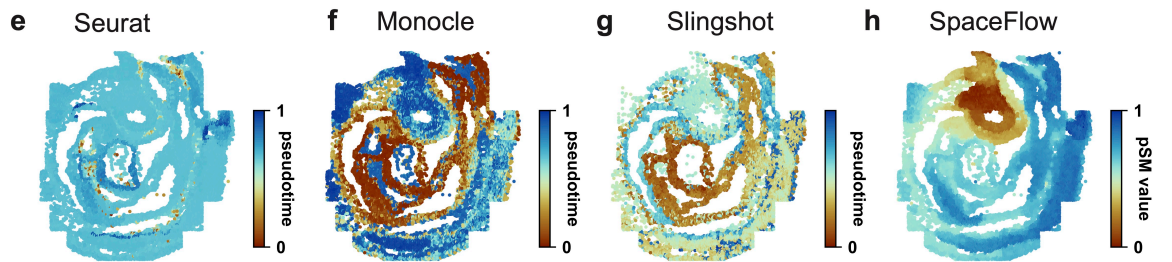 e Seurat
1
pseudotime
0
f Monocle
1
pseudotime
0
g Slingshot
1
pseudotime
0
h SpaceFlow
1
pSM value
0